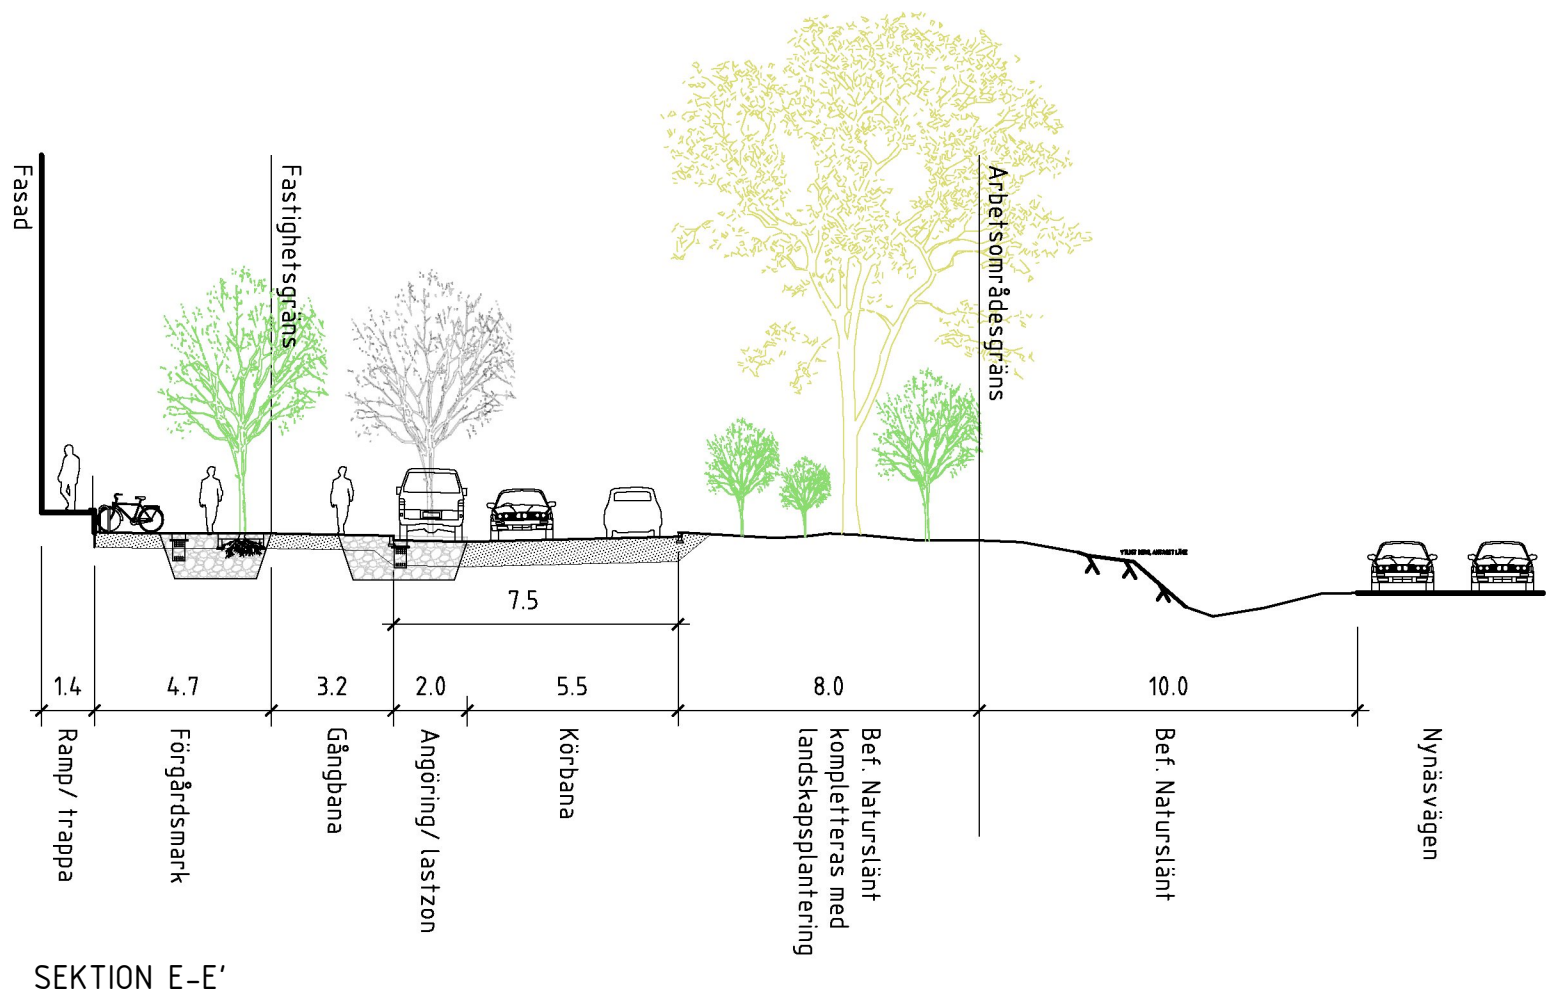 Fasad
Fastighetsgräns
Arbetsområdesgräns
7.5
1.4
4.7
3.2
2.0
5.5
8.0
10.0
Ramp/ trappa
Förgårdsmark
Gångbana
Angöring/ lastzon
Körbana
Bef. Naturslänt
kompletteras med
landskapsplantering
Bef. Naturslänt
Nynäsvägen
SEKTION E-E'